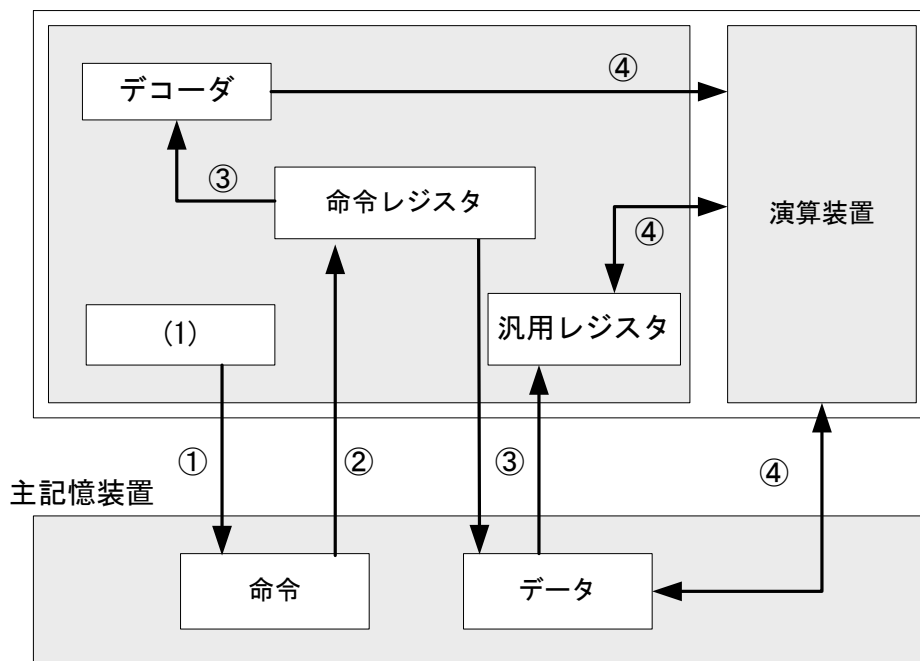 ④
デコーダ
③
命令レジスタ
④
演算装置
(1)
汎用レジスタ
①
②
③
④
主記憶装置
命令
データ